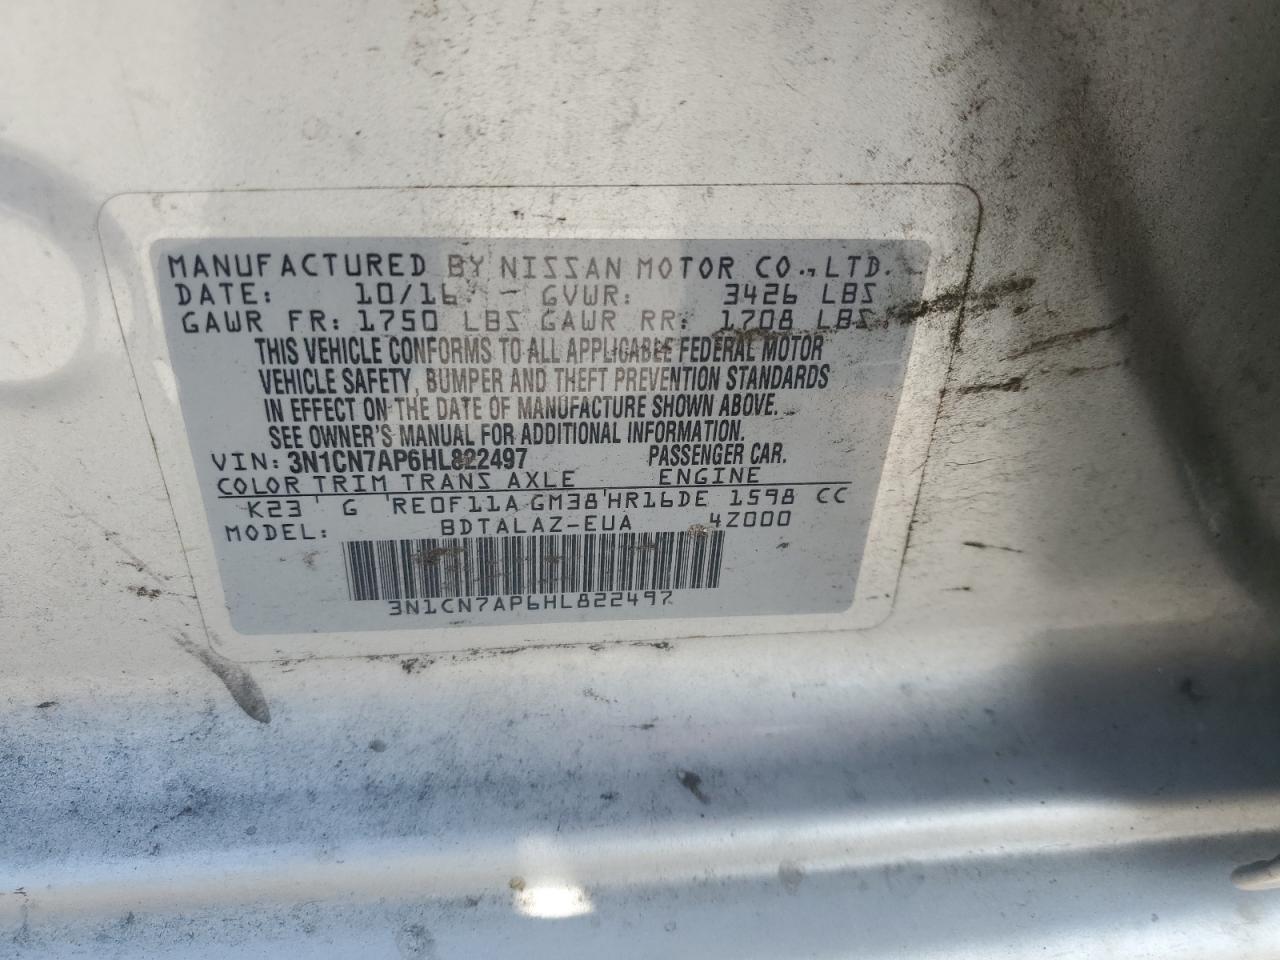 MANUFACTURED BY NISSAN MOTOR CO., LTD.
DATE: 10/16 GVWR: 3426 LBS
GAWR FR: 1750 LBS GAWR RR: 1708 LBS
THIS VEHICLE CONFORMS TO ALL APPLICABLE FEDERAL MOTOR
VEHICLE SAFETY, BUMPER AND THEFT PREVENTION STANDARDS
IN EFFECT ON THE DATE OF MANUFACTURE SHOWN ABOVE.
SEE OWNER'S MANUAL FOR ADDITIONAL INFORMATION.
VIN: 3N1CN7AP6HL822497 PASSENGER CAR.
COLOR TRIM TRANS AXLE ENGINE
K23 G RE0F11A GM38 HR16DE 1598 CC
MODEL: BDTALAZ-EUA 4Z000
3N1CN7AP6HL822497